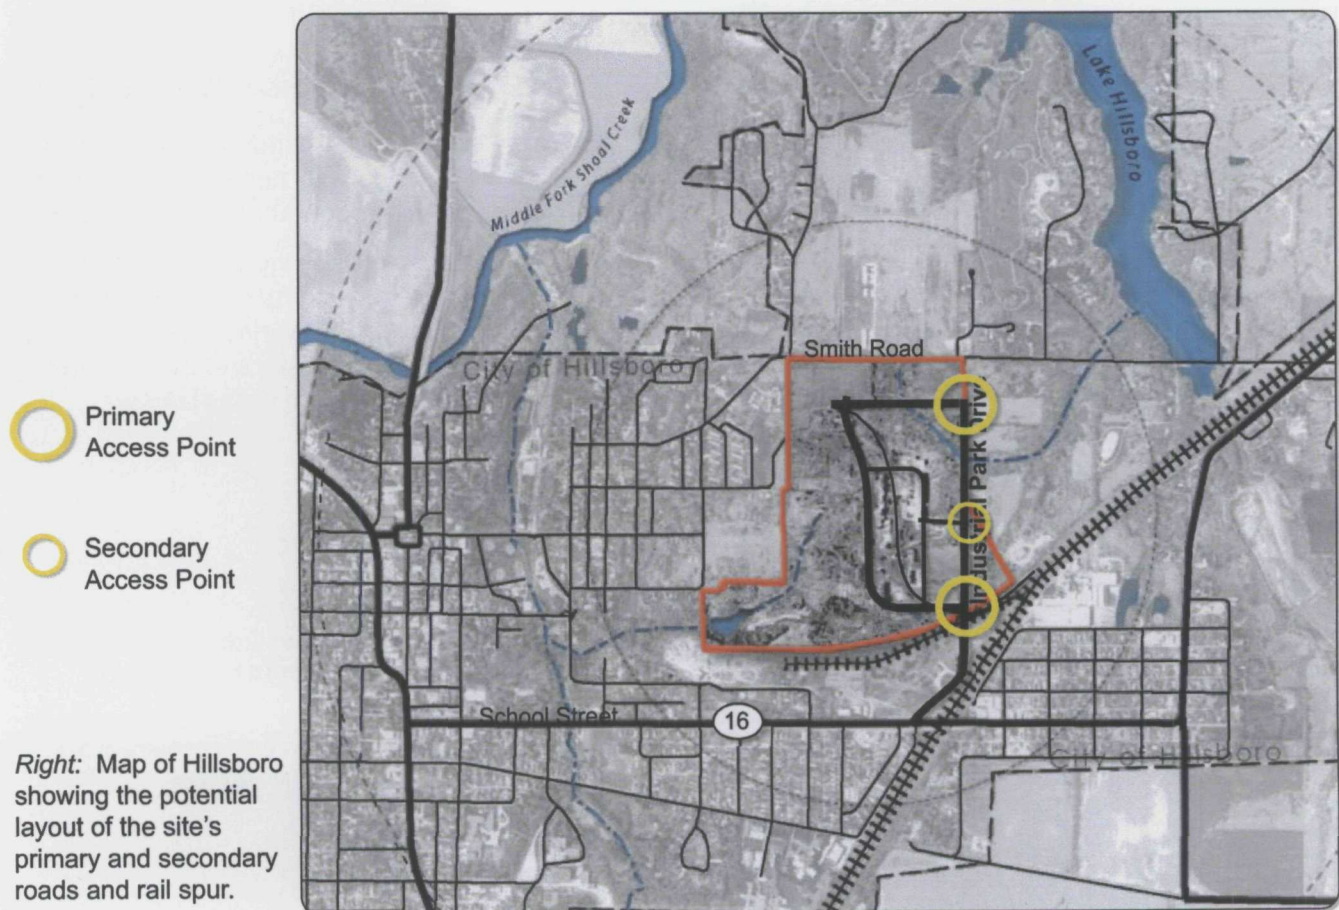 Lake Hillsboro
Middle Fork Shoal Creek
Smith Road
City of Hillsboro
Industrial Park Drive
Primary
Access Point
Secondary
Access Point
School Street
16
City of Hillsboro
Right: Map of Hillsboro
showing the potential
layout of the site's
primary and secondary
roads and rail spur.